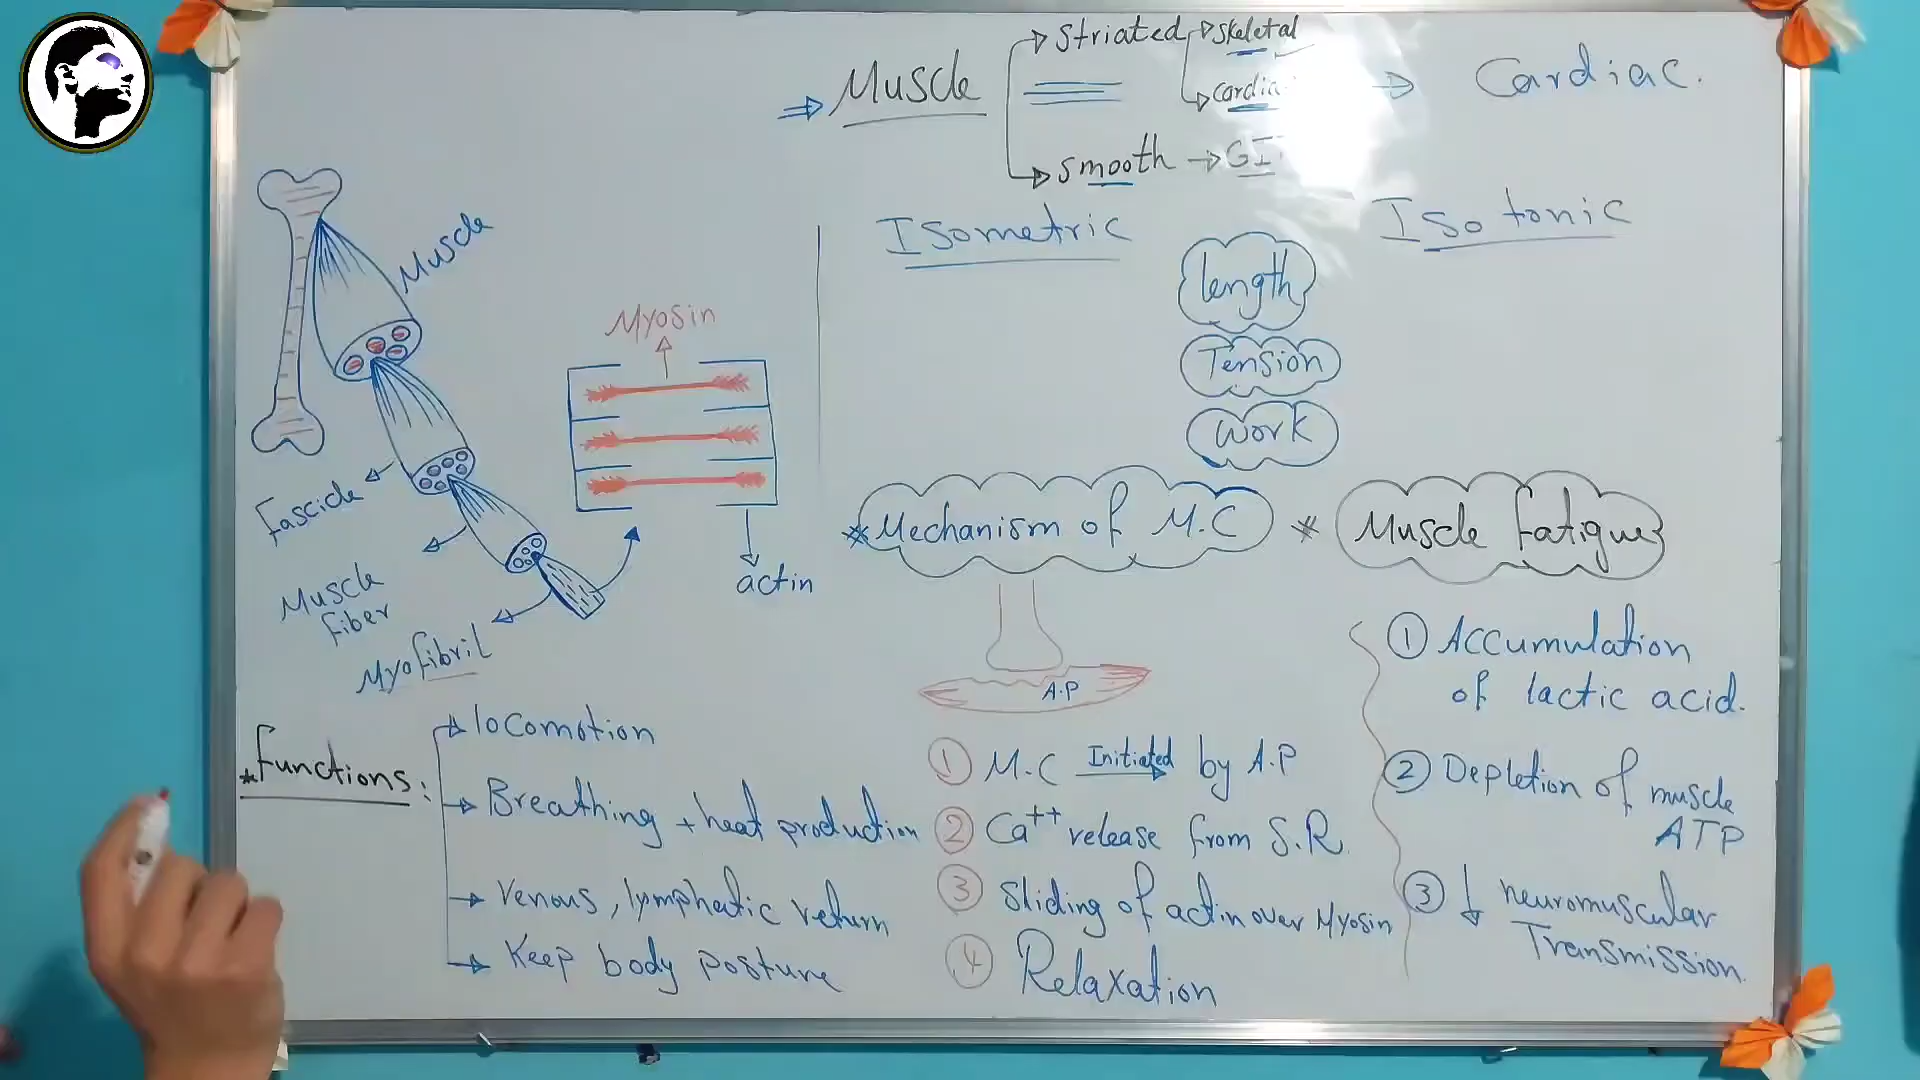 Muscle
striated
skeletal
cardiac
smooth
GIT
Cardiac.
Muscle
Fascicle
Muscle
fiber
Myofibril
Myosin
actin
Isometric
Isotonic
length
Tension
Work
* Mechanism of M.C
* Muscle fatigue
A.P
① M.C Initiated by A.P
② Ca++ release from S.R.
③ Sliding of actin over Myosin
④ Relaxation
① Accumulation
of lactic acid.
② Depletion of muscle
ATP
③ ↓ neuromuscular
Transmission.
* Functions:
locomotion
Breathing + heat production
Venous, lymphatic return
Keep body posture